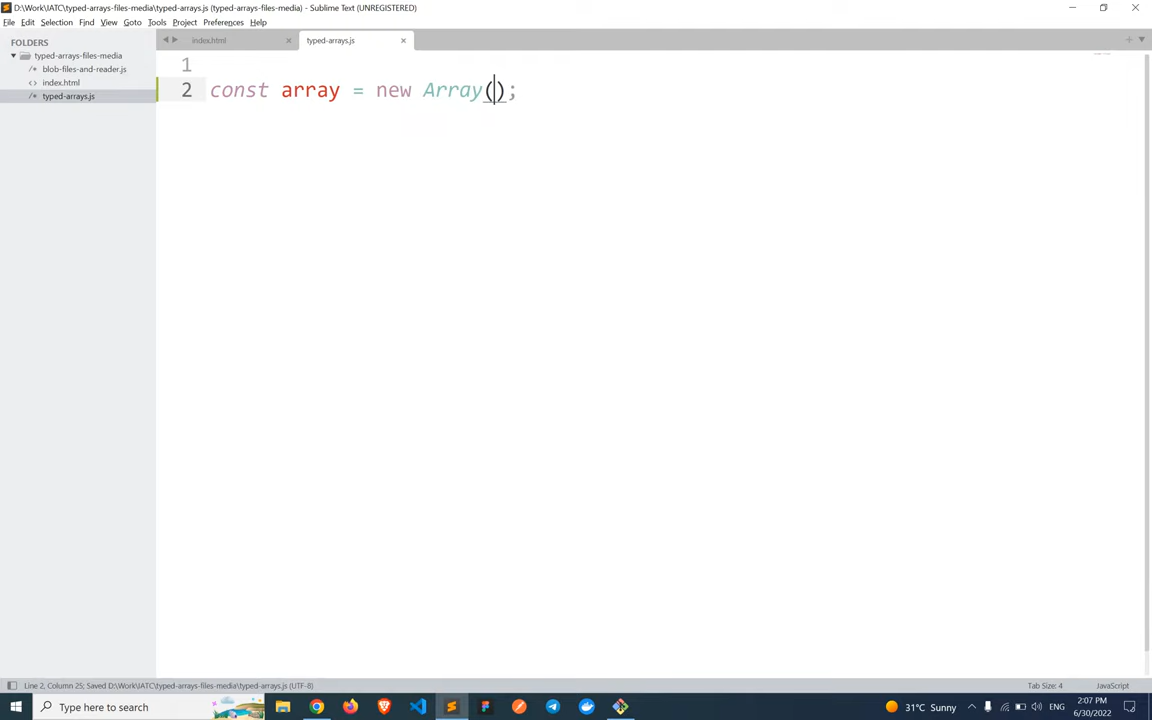 D:\Work\IATC\typed-arrays-files-media\typed-arrays.js (typed-arrays-files-media) - Sublime Text (UNREGISTERED)
File Edit Selection Find View Goto Tools Project Preferences Help
FOLDERS
typed-arrays-files-media
/* blob-files-and-reader.js
<> index.html
/* typed-arrays.js
index.html
typed-arrays.js
1
2 const array = new Array();
Line 2, Column 25; Saved D:\Work\IATC\typed-arrays-files-media\typed-arrays.js (UTF-8)
Tab Size: 4
JavaScript
Type here to search
31°C Sunny
ENG
2:07 PM
6/30/2022